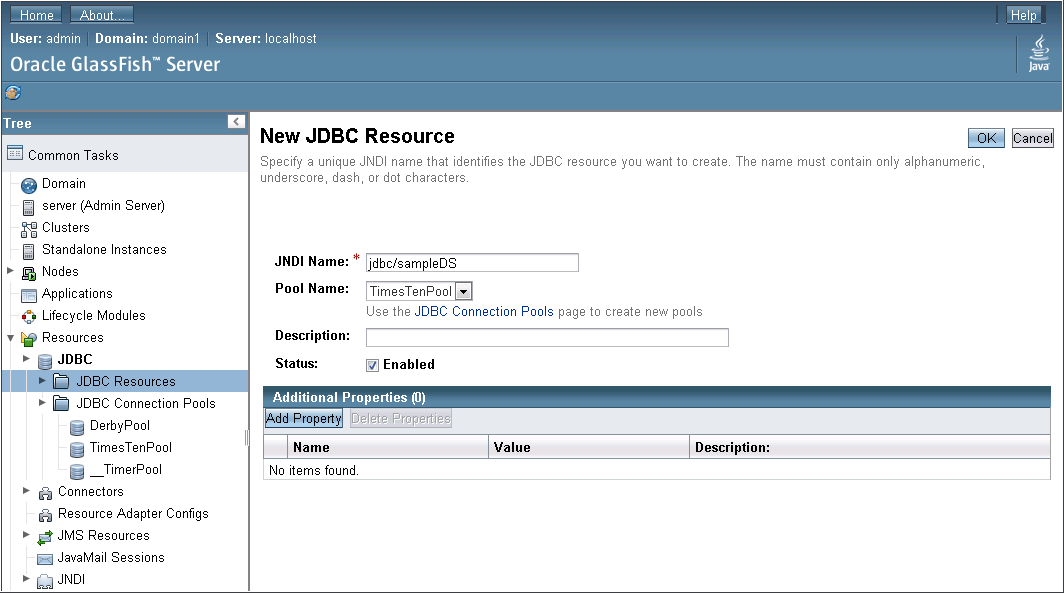 Home About... Help
User: admin Domain: domain1 Server: localhost
Oracle GlassFish™ Server
Java
Tree
Common Tasks
Domain
server (Admin Server)
Clusters
Standalone Instances
Nodes
Applications
Lifecycle Modules
Resources
JDBC
JDBC Resources
JDBC Connection Pools
DerbyPool
TimesTenPool
__TimerPool
Connectors
Resource Adapter Configs
JMS Resources
JavaMail Sessions
JNDI
New JDBC Resource
OK Cancel
Specify a unique JNDI name that identifies the JDBC resource you want to create. The name must contain only alphanumeric,
underscore, dash, or dot characters.
JNDI Name: * jdbc/sampleDS
Pool Name: TimesTenPool
Use the JDBC Connection Pools page to create new pools
Description:
Status: Enabled
Additional Properties (0)
Add Property Delete Properties
Name Value Description:
No items found.